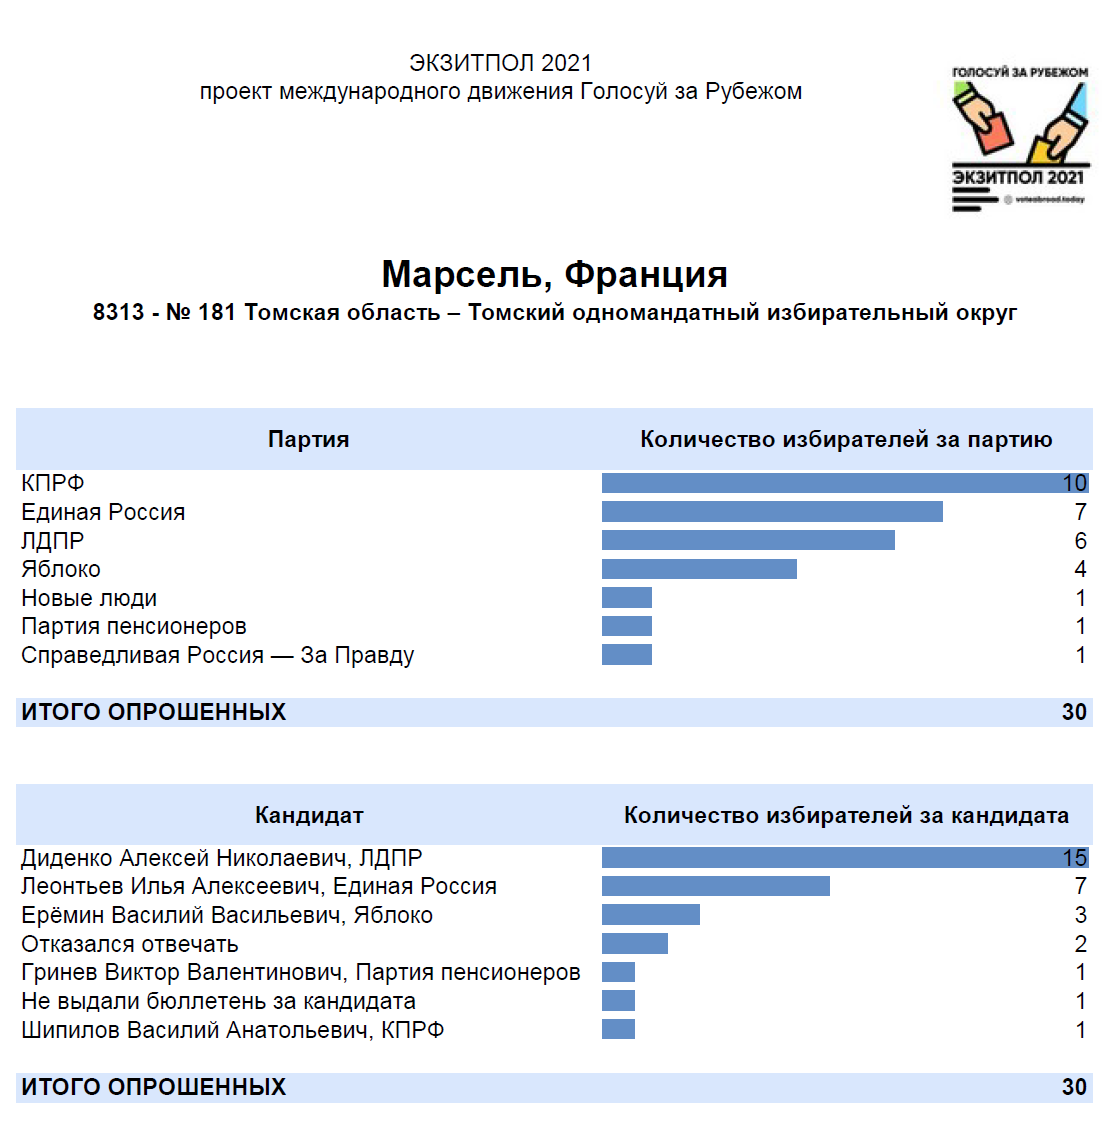 ЭКЗИТПОЛ 2021
проект международного движения Голосуй за Рубежом
ГОЛОСУЙ ЗА РУБЕЖОМ
ЭКЗИТПОЛ 2021
voteabroad.today
Марсель, Франция
8313 - № 181 Томская область – Томский одномандатный избирательный округ
Партия Количество избирателей за партию
КПРФ 10
Единая Россия 7
ЛДПР 6
Яблоко 4
Новые люди 1
Партия пенсионеров 1
Справедливая Россия — За Правду 1
ИТОГО ОПРОШЕННЫХ 30
Кандидат Количество избирателей за кандидата
Диденко Алексей Николаевич, ЛДПР 15
Леонтьев Илья Алексеевич, Единая Россия 7
Ерёмин Василий Васильевич, Яблоко 3
Отказался отвечать 2
Гринев Виктор Валентинович, Партия пенсионеров 1
Не выдали бюллетень за кандидата 1
Шипилов Василий Анатольевич, КПРФ 1
ИТОГО ОПРОШЕННЫХ 30